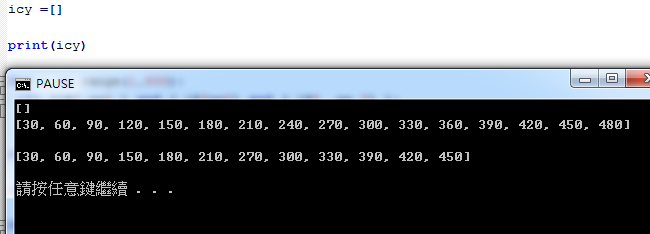 icy =[]
print(icy)
PAUSE
[]
[30, 60, 90, 120, 150, 180, 210, 240, 270, 300, 330, 360, 390, 420, 450, 480]
[30, 60, 90, 150, 180, 210, 270, 300, 330, 390, 420, 450]
請按任意鍵繼續 . . .